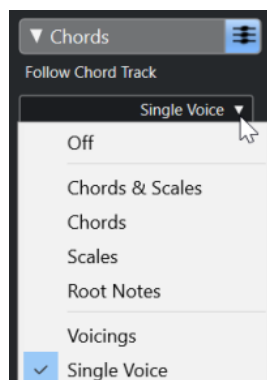 Chords
Follow Chord Track
Single Voice
Off
Chords & Scales
Chords
Scales
Root Notes
Voicings
Single Voice